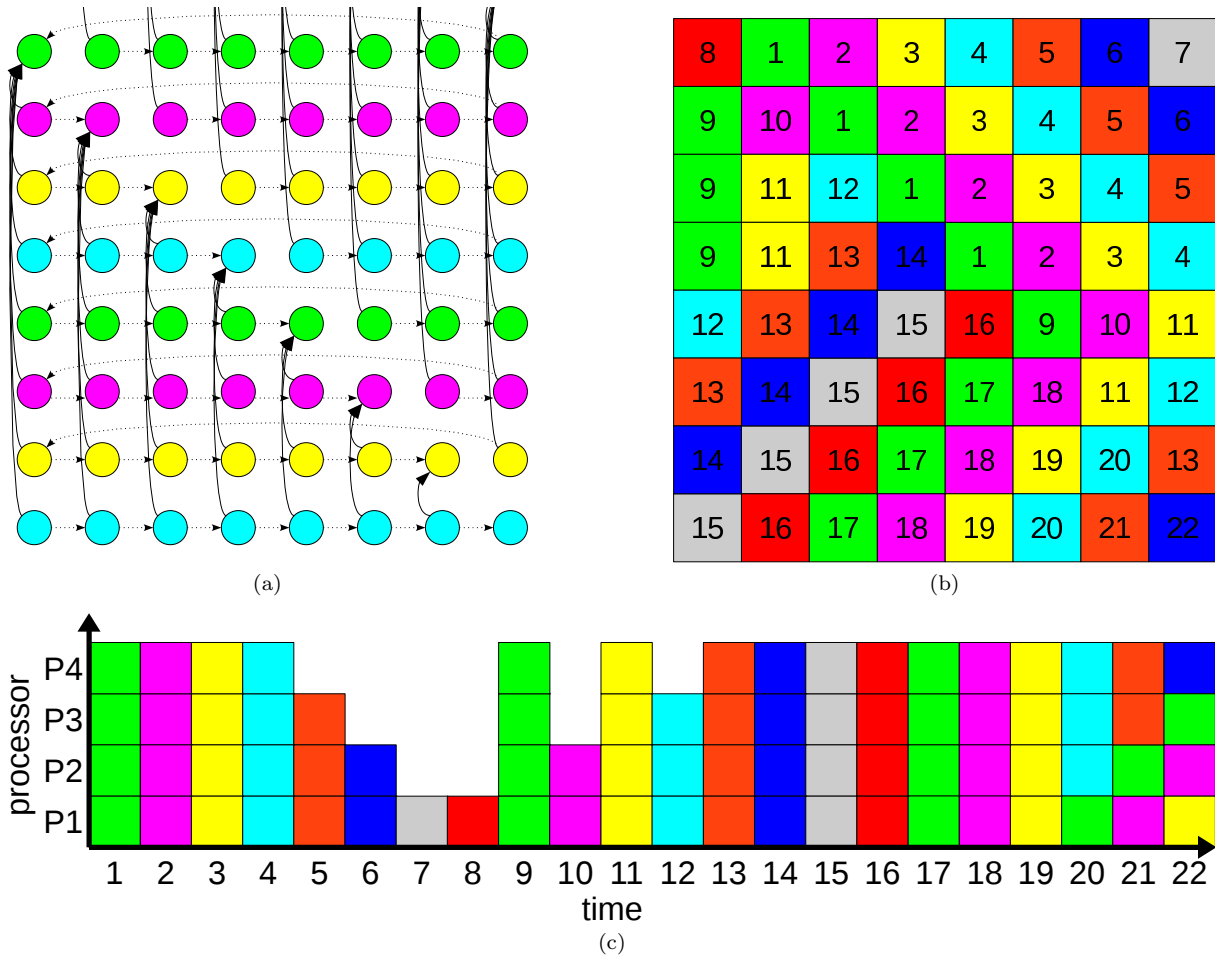 8 1 2 3 4 5 6 7
9 10 1 2 3 4 5 6
9 11 12 1 2 3 4 5
9 11 13 14 1 2 3 4
12 13 14 15 16 9 10 11
13 14 15 16 17 18 11 12
14 15 16 17 18 19 20 13
15 16 17 18 19 20 21 22
(a)
(b)
processor
P4
P3
P2
P1
1 2 3 4 5 6 7 8 9 10 11 12 13 14 15 16 17 18 19 20 21 22
time
(c)